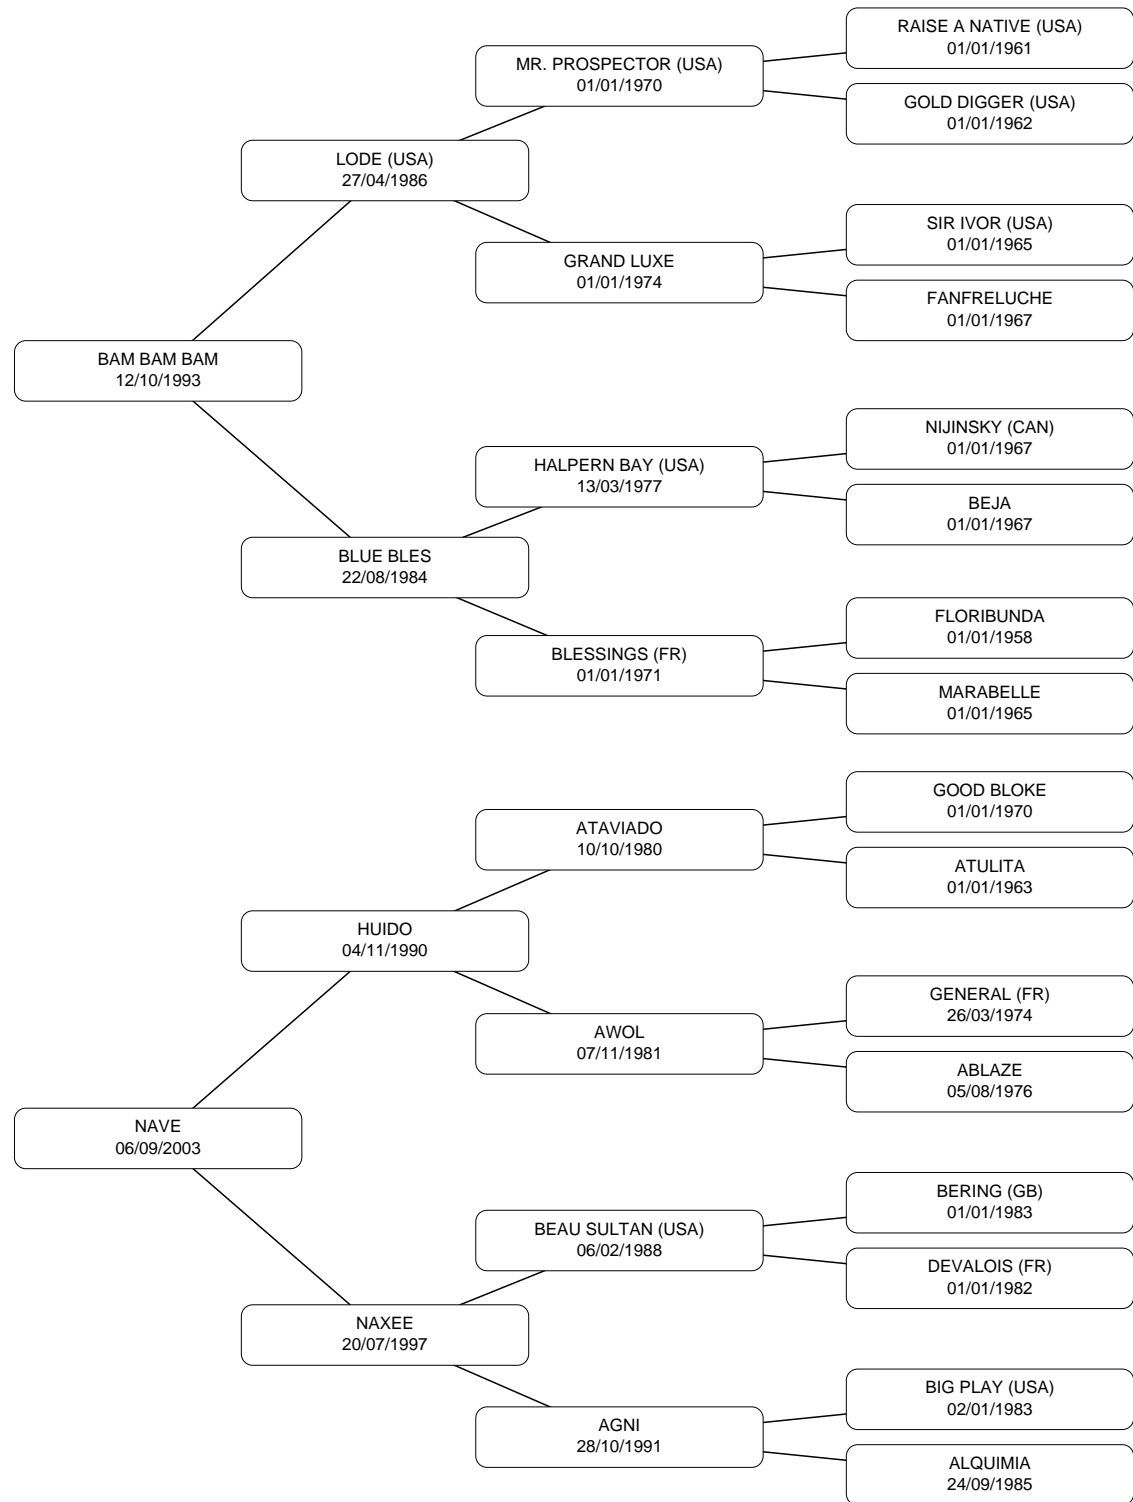 RAISE A NATIVE (USA)
01/01/1961
MR. PROSPECTOR (USA)
01/01/1970
GOLD DIGGER (USA)
01/01/1962
LODE (USA)
27/04/1986
SIR IVOR (USA)
01/01/1965
GRAND LUXE
01/01/1974
FANFRELUCHE
01/01/1967
BAM BAM BAM
12/10/1993
NIJINSKY (CAN)
01/01/1967
HALPERN BAY (USA)
13/03/1977
BEJA
01/01/1967
BLUE BLES
22/08/1984
FLORIBUNDA
01/01/1958
BLESSINGS (FR)
01/01/1971
MARABELLE
01/01/1965
GOOD BLOKE
01/01/1970
ATAVIADO
10/10/1980
ATULITA
01/01/1963
HUIDO
04/11/1990
GENERAL (FR)
26/03/1974
AWOL
07/11/1981
ABLAZE
05/08/1976
NAVE
06/09/2003
BERING (GB)
01/01/1983
BEAU SULTAN (USA)
06/02/1988
DEVALOIS (FR)
01/01/1982
NAXEE
20/07/1997
BIG PLAY (USA)
02/01/1983
AGNI
28/10/1991
ALQUIMIA
24/09/1985